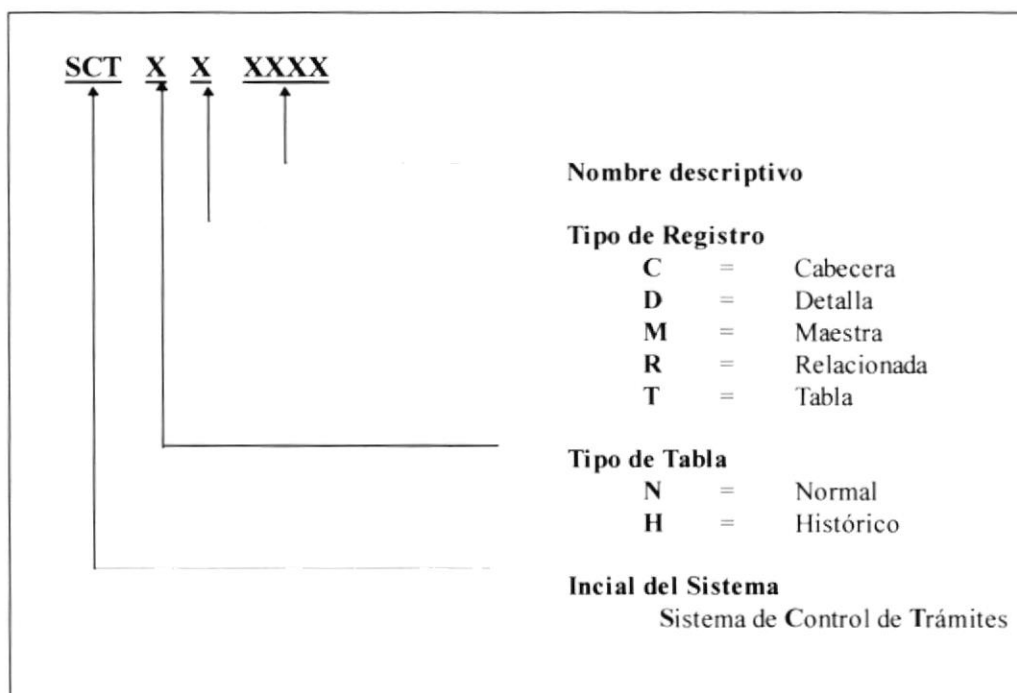 SCT X X XXXX
Nombre descriptivo
Tipo de Registro
C = Cabecera
D = Detalla
M = Maestra
R = Relacionada
T = Tabla
Tipo de Tabla
N = Normal
H = Histórico
Incial del Sistema
Sistema de Control de Trámites